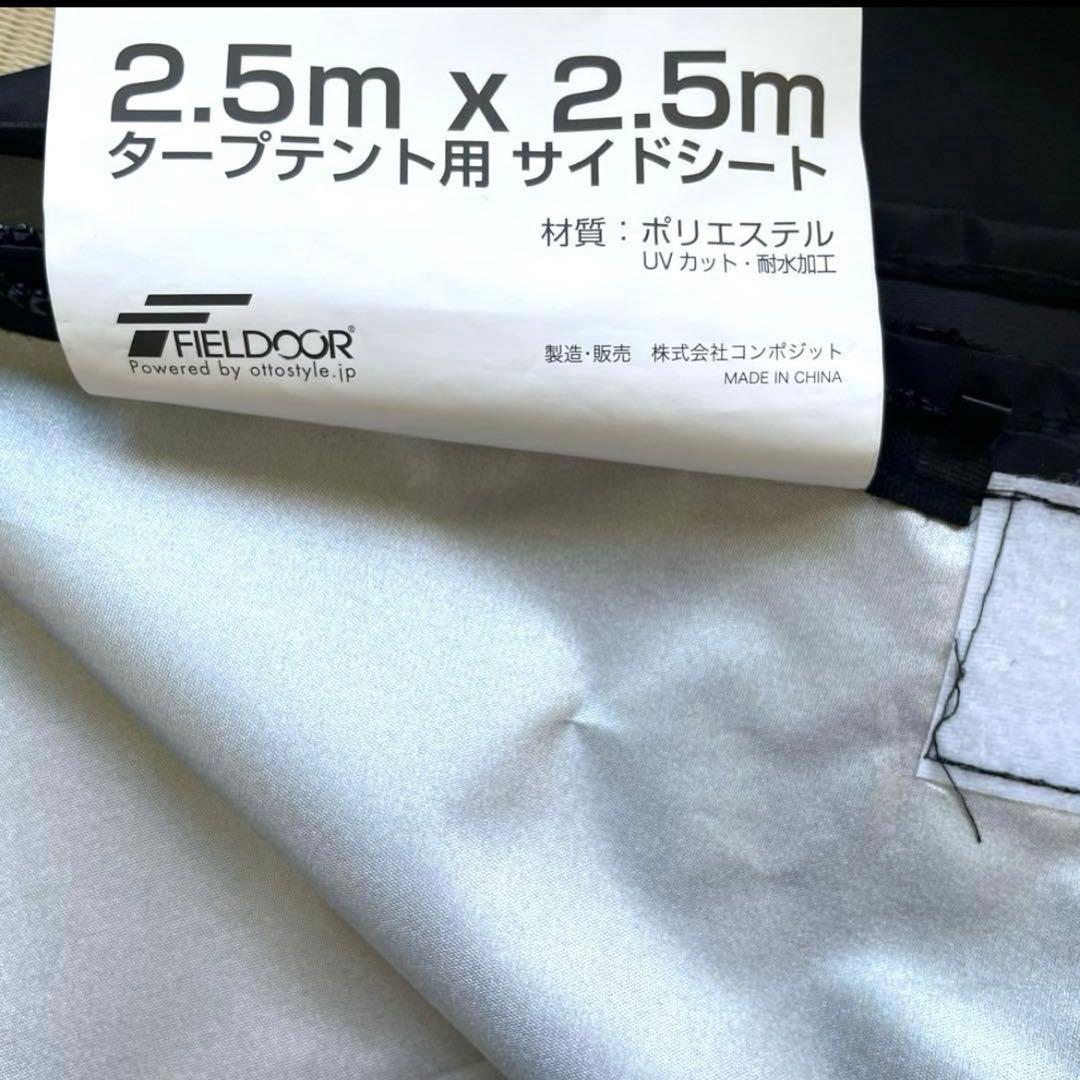 2.5m x 2.5m
タープテント用 サイドシート
材質：ポリエステル
UV カット・耐水加工
FIELDOOR®
Powered by ottostyle.jp
製造・販売 株式会社コンポジット
MADE IN CHINA